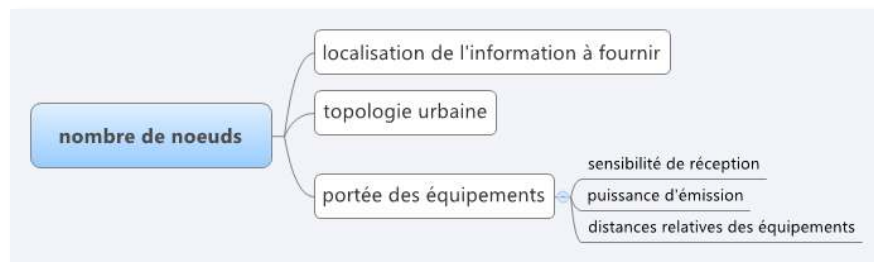 nombre de noeuds
localisation de l'information à fournir
topologie urbaine
portée des équipements
sensibilité de réception
puissance d'émission
distances relatives des équipements